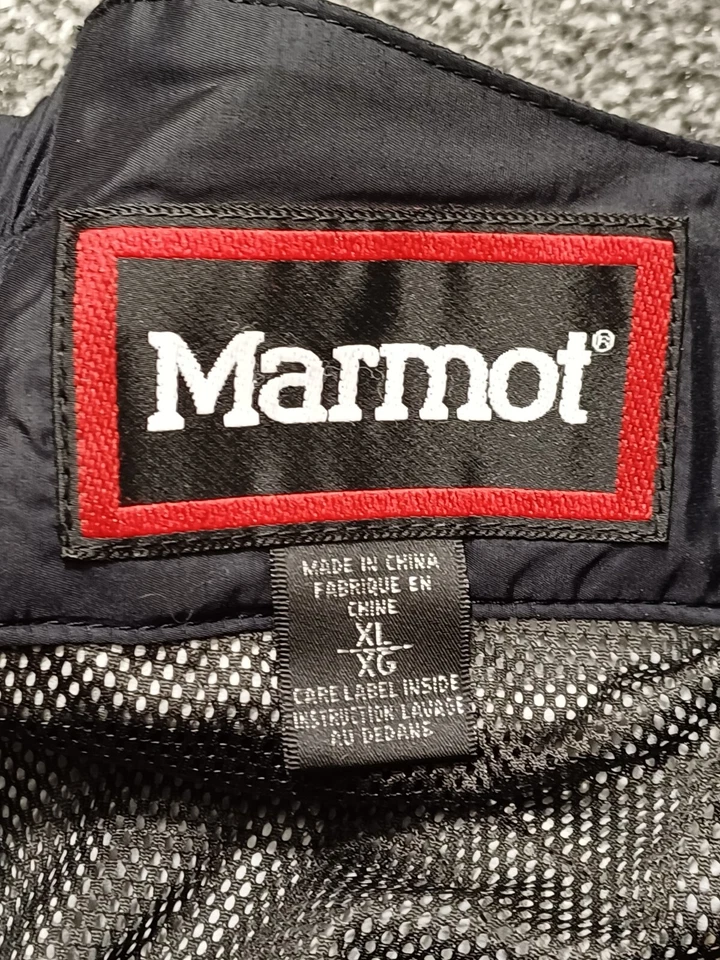 Marmot®
MADE IN CHINA
FABRIQUE EN
CHINE
XL
XG
CARE LABEL INSIDE
INSTRUCTION LAVAGE
AU DEDANS